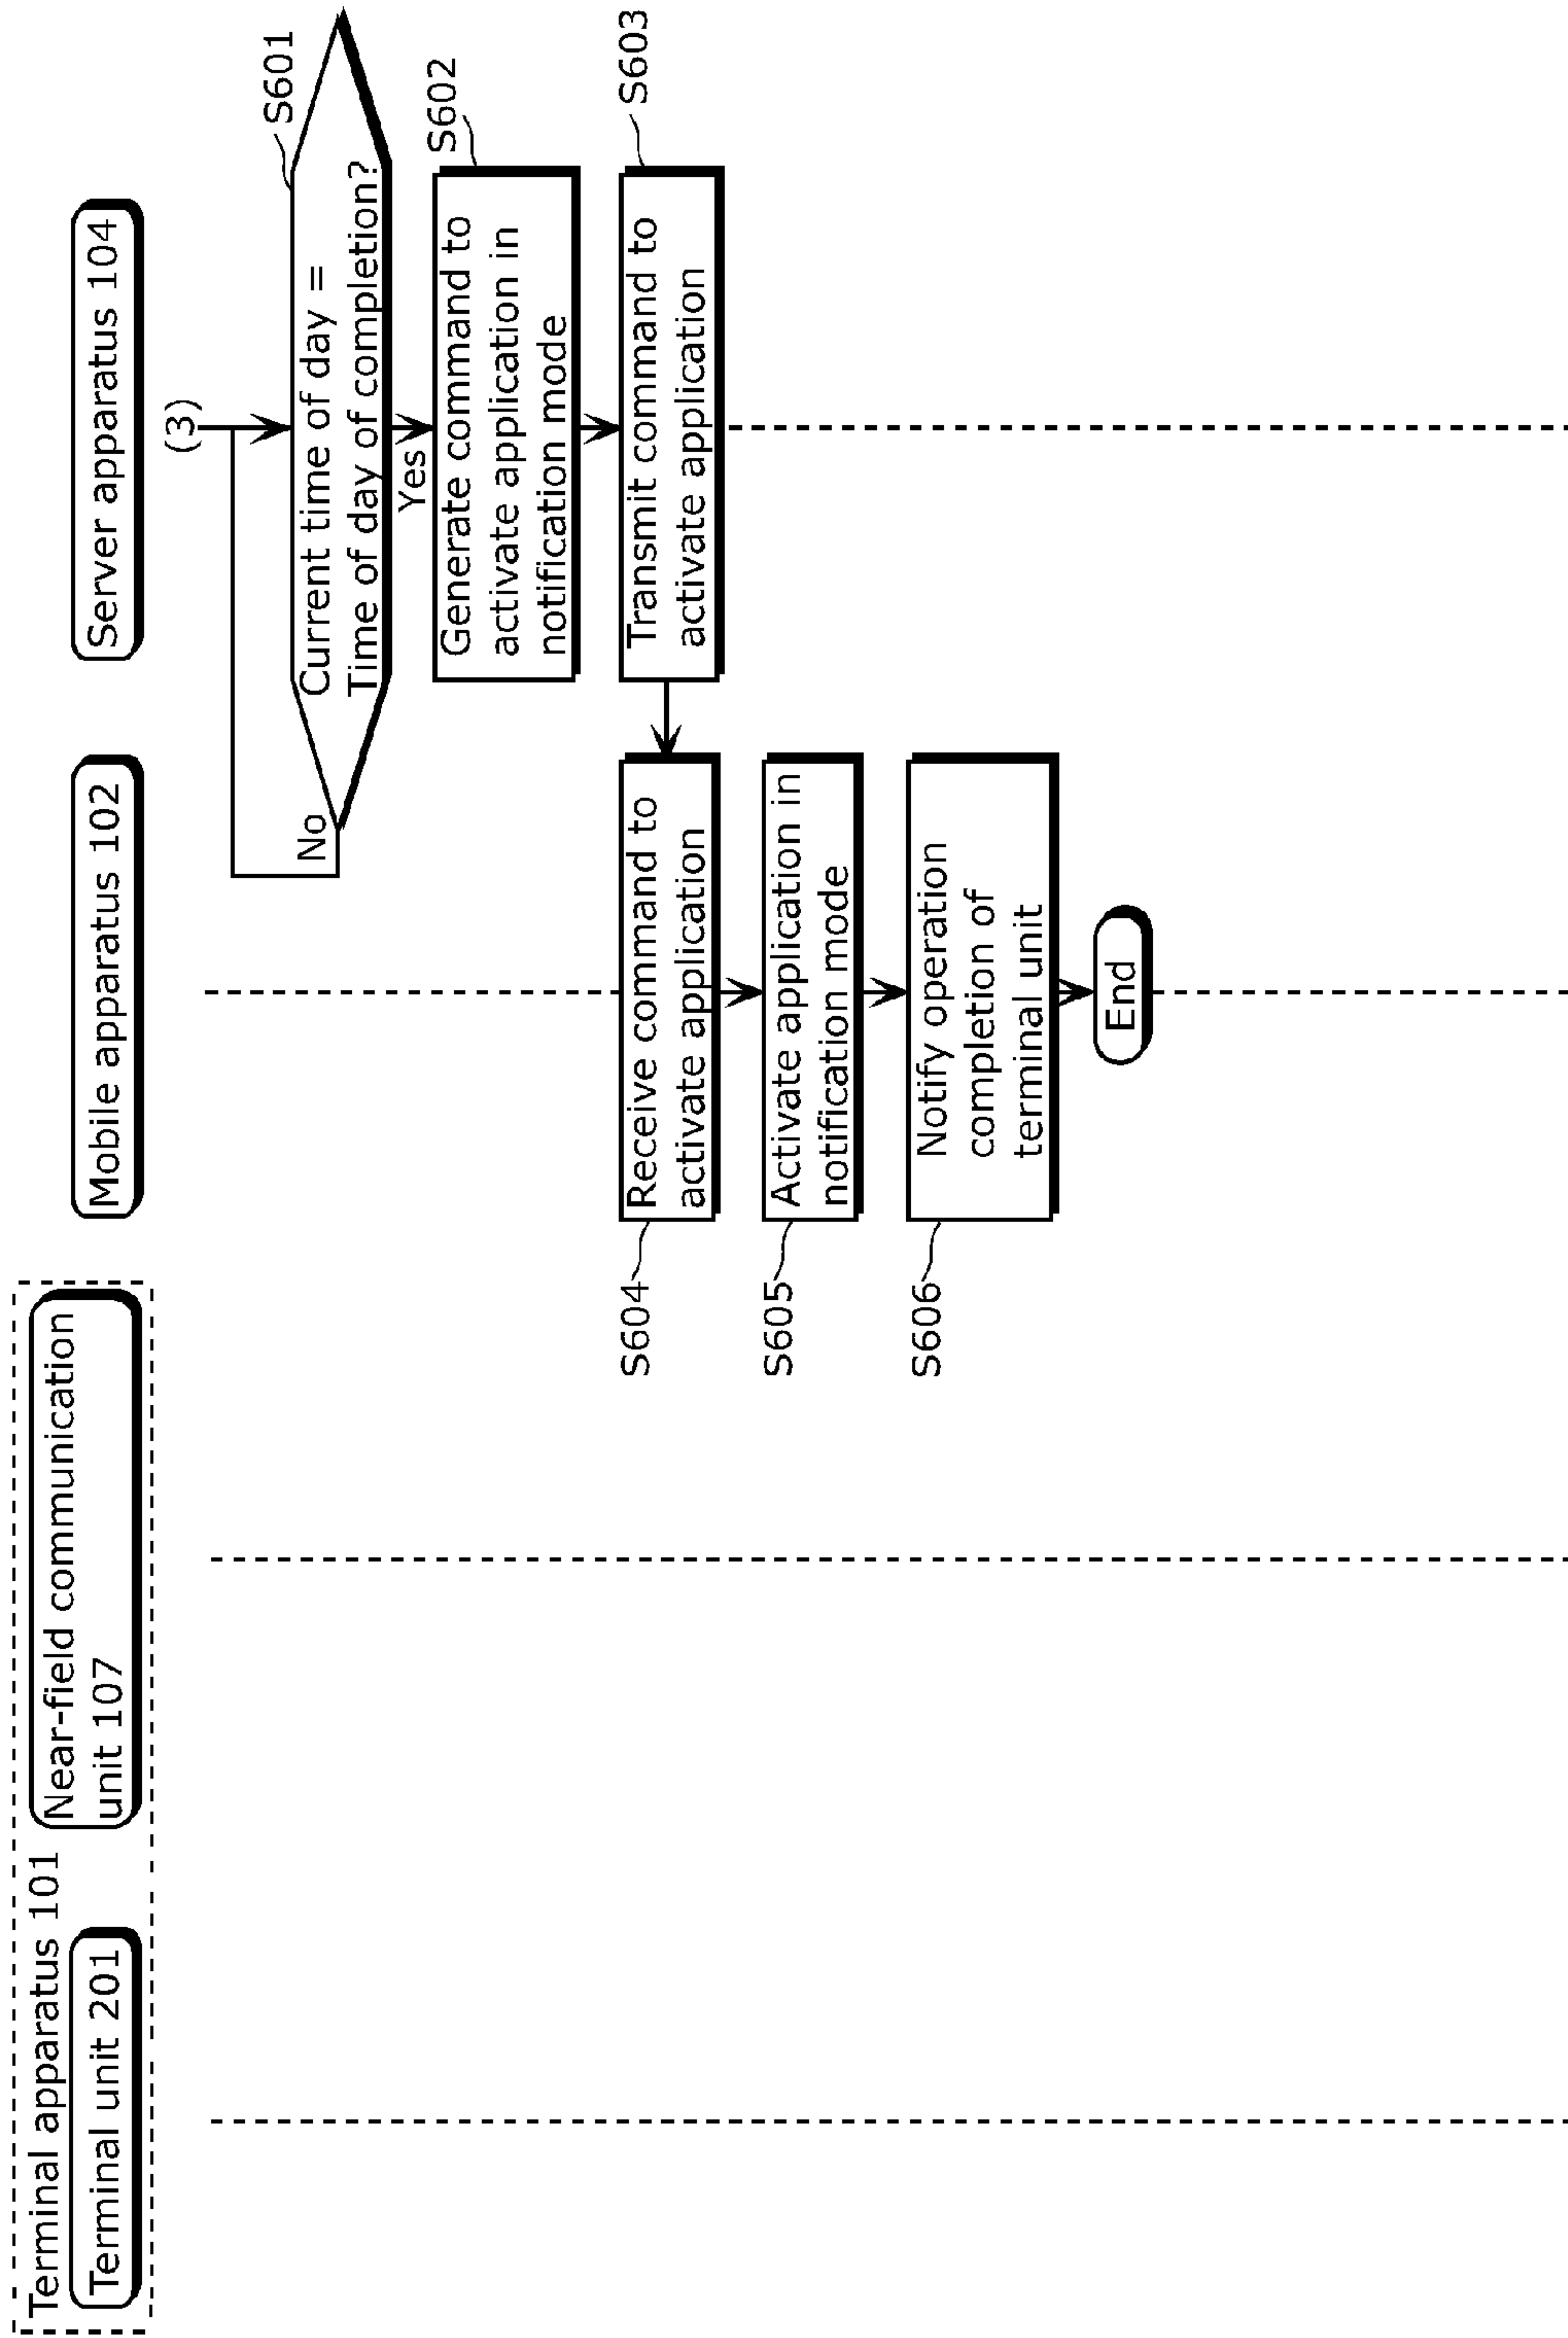 Terminal apparatus 101
Terminal unit 201
Near-field communication
unit 107
Mobile apparatus 102
Server apparatus 104
(3)
S601
Current time of day =
Time of day of completion?
No
Yes
S602
Generate command to
activate application in
notification mode
S603
Transmit command to
activate application
S604
Receive command to
activate application
S605
Activate application in
notification mode
S606
Notify operation
completion of
terminal unit
End